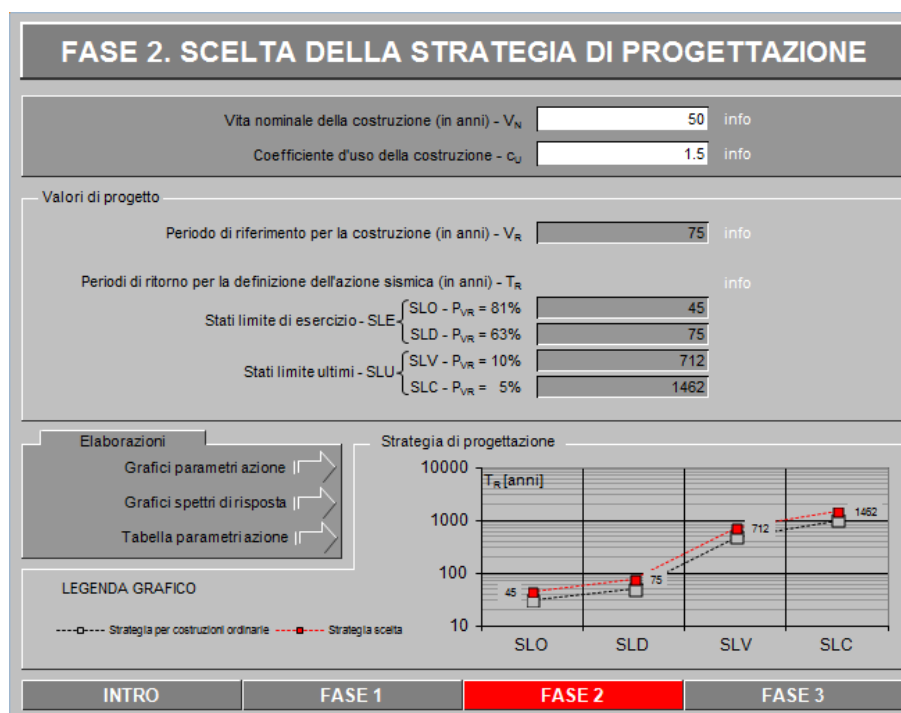 FASE 2. SCELTA DELLA STRATEGIA DI PROGETTAZIONE
Vita nominale della costruzione (in anni) - VN 50 info
Coefficiente d'uso della costruzione - cU 1.5 info
Valori di progetto
Periodo di riferimento per la costruzione (in anni) - VR 75 info
Periodi di ritorno per la definizione dell'azione sismica (in anni) - TR info
Stati limite di esercizio - SLE
SLO - PVR = 81% 45
SLD - PVR = 63% 75
Stati limite ultimi - SLU
SLV - PVR = 10% 712
SLC - PVR = 5% 1462
Elaborazioni
Grafici parametri azione
Grafici spettri di risposta
Tabella parametri azione
LEGENDA GRAFICO
Strategia per costruzioni ordinarie
Strategia scelta
Strategia di progettazione
TR [anni]
10000
1000
100
10
45
75
712
1462
SLO SLD SLV SLC
INTRO FASE 1 FASE 2 FASE 3